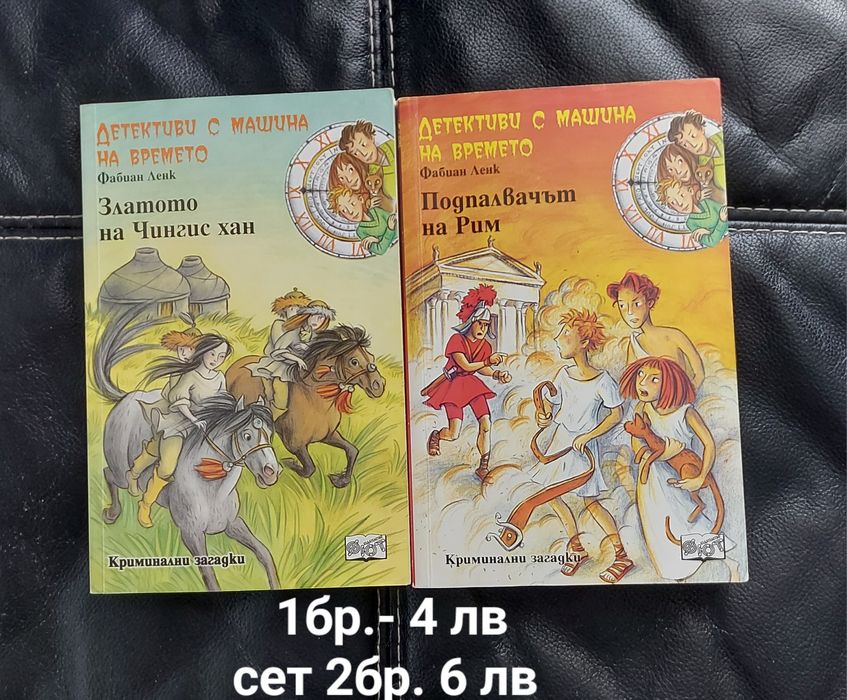 Детективи с машина
на времето
Фабиан Ленк
Златото
на Чингис хан
Криминални загадки
Детективи с машина
на времето
Фабиан Ленк
Подпалвачът
на Рим
Криминални загадки
1бр.- 4 лв
сет 2бр. 6 лв